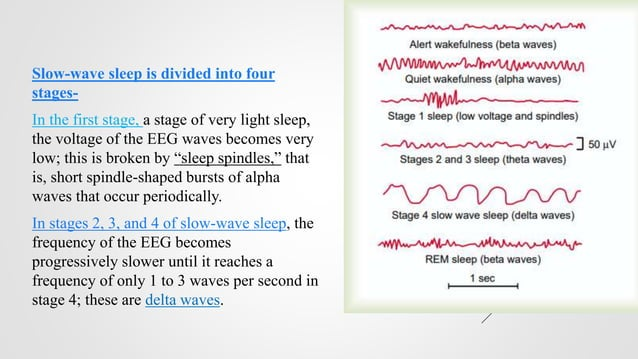 Slow-wave sleep is divided into four
stages-
In the first stage, a stage of very light sleep,
the voltage of the EEG waves becomes very
low; this is broken by “sleep spindles,” that
is, short spindle-shaped bursts of alpha
waves that occur periodically.
In stages 2, 3, and 4 of slow-wave sleep, the
frequency of the EEG becomes
progressively slower until it reaches a
frequency of only 1 to 3 waves per second in
stage 4; these are delta waves.
Alert wakefulness (beta waves)
Quiet wakefulness (alpha waves)
Stage 1 sleep (low voltage and spindles)
50 μV
Stages 2 and 3 sleep (theta waves)
Stage 4 slow wave sleep (delta waves)
REM sleep (beta waves)
1 sec